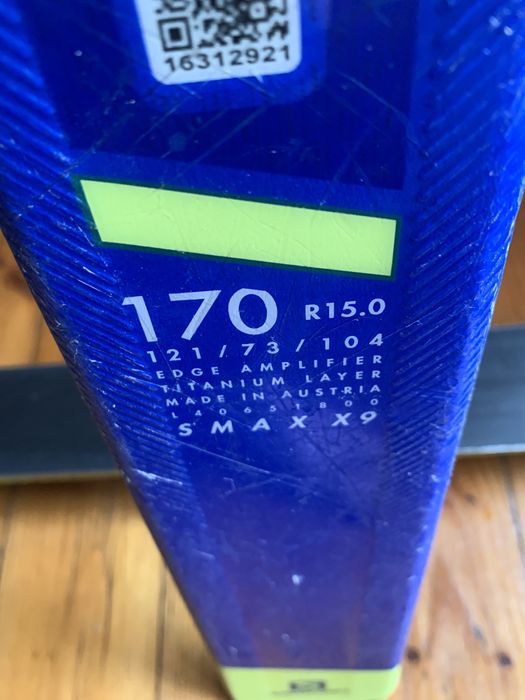 16312921
170 R15.0
121/73/104
EDGE AMPLIFIER
TITANIUM LAYER
MADE IN AUSTRIA
L40651800
S/MAX X9